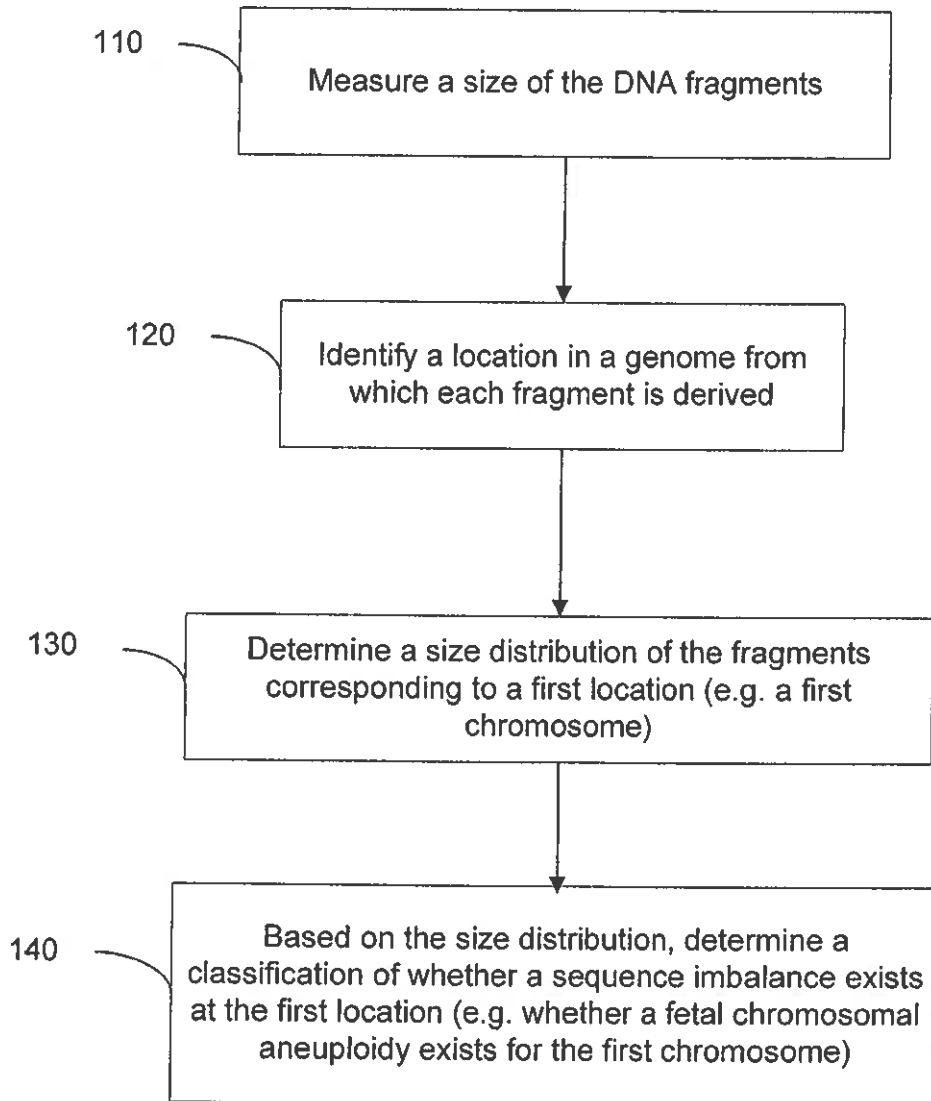 110
Measure a size of the DNA fragments
120
Identify a location in a genome from
which each fragment is derived
130
Determine a size distribution of the fragments
corresponding to a first location (e.g. a first
chromosome)
140
Based on the size distribution, determine a
classification of whether a sequence imbalance exists
at the first location (e.g. whether a fetal chromosomal
aneuploidy exists for the first chromosome)